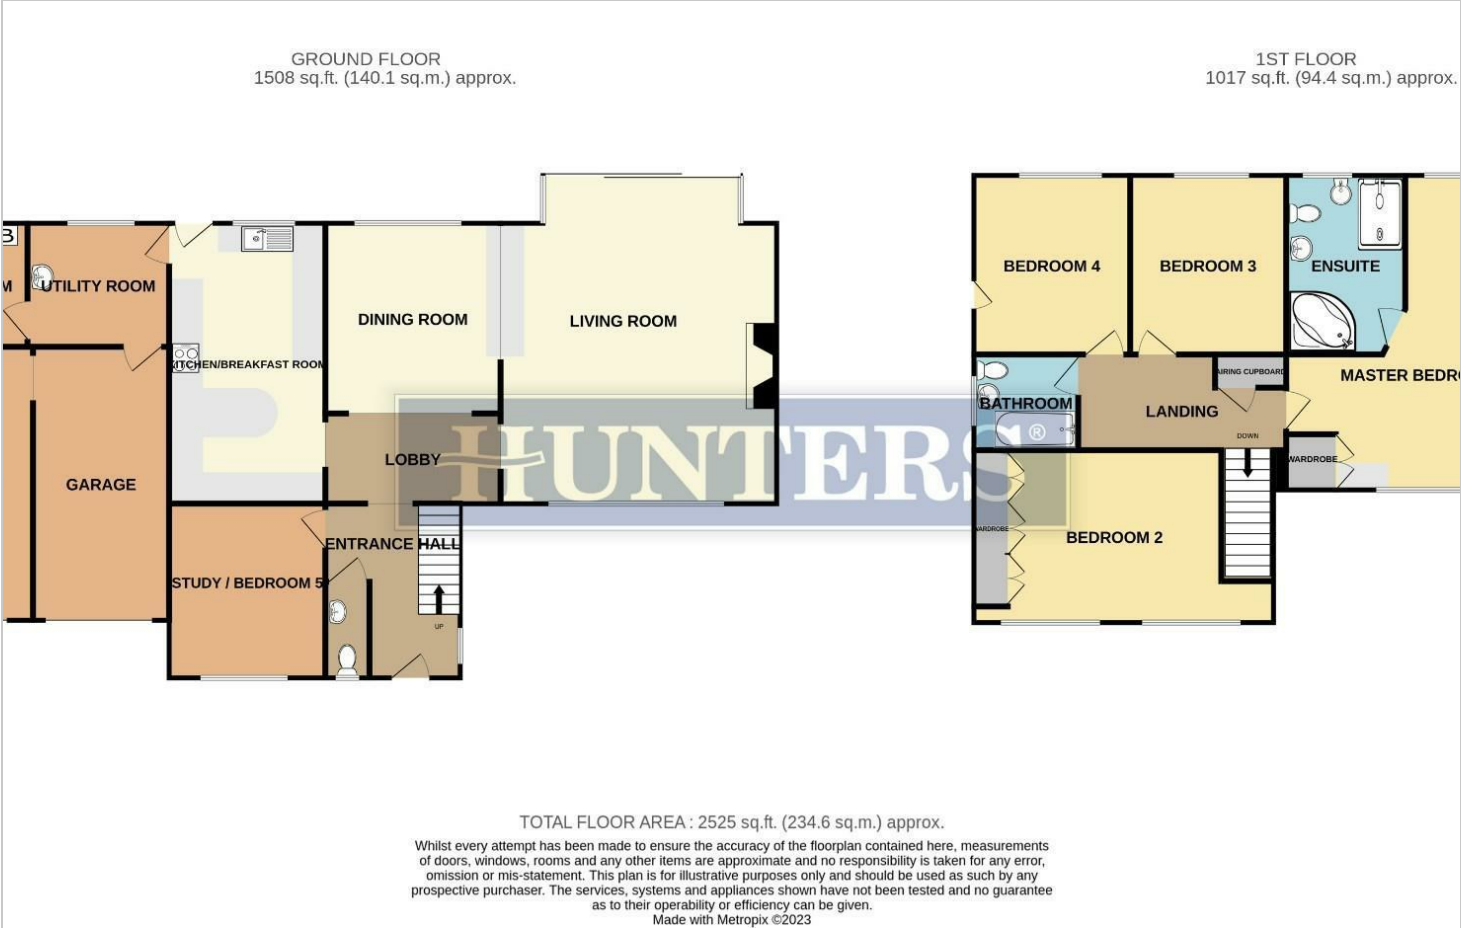 GROUND FLOOR
1508 sq.ft. (140.1 sq.m.) approx.
1ST FLOOR
1017 sq.ft. (94.4 sq.m.) approx.
B
M
UTILITY ROOM
DINING ROOM
LIVING ROOM
KITCHEN/BREAKFAST ROOM
LOBBY
GARAGE
ENTRANCE HALL
STUDY / BEDROOM 5
UP
HUNTERS®
BEDROOM 4
BEDROOM 3
ENSUITE
AIRING CUPBOARD
MASTER BEDRO
BATHROOM
LANDING
DOWN
WARDROBE
WARDROBE
BEDROOM 2
TOTAL FLOOR AREA : 2525 sq.ft. (234.6 sq.m.) approx.
Whilst every attempt has been made to ensure the accuracy of the floorplan contained here, measurements
of doors, windows, rooms and any other items are approximate and no responsibility is taken for any error,
omission or mis-statement. This plan is for illustrative purposes only and should be used as such by any
prospective purchaser. The services, systems and appliances shown have not been tested and no guarantee
as to their operability or efficiency can be given.
Made with Metropix ©2023